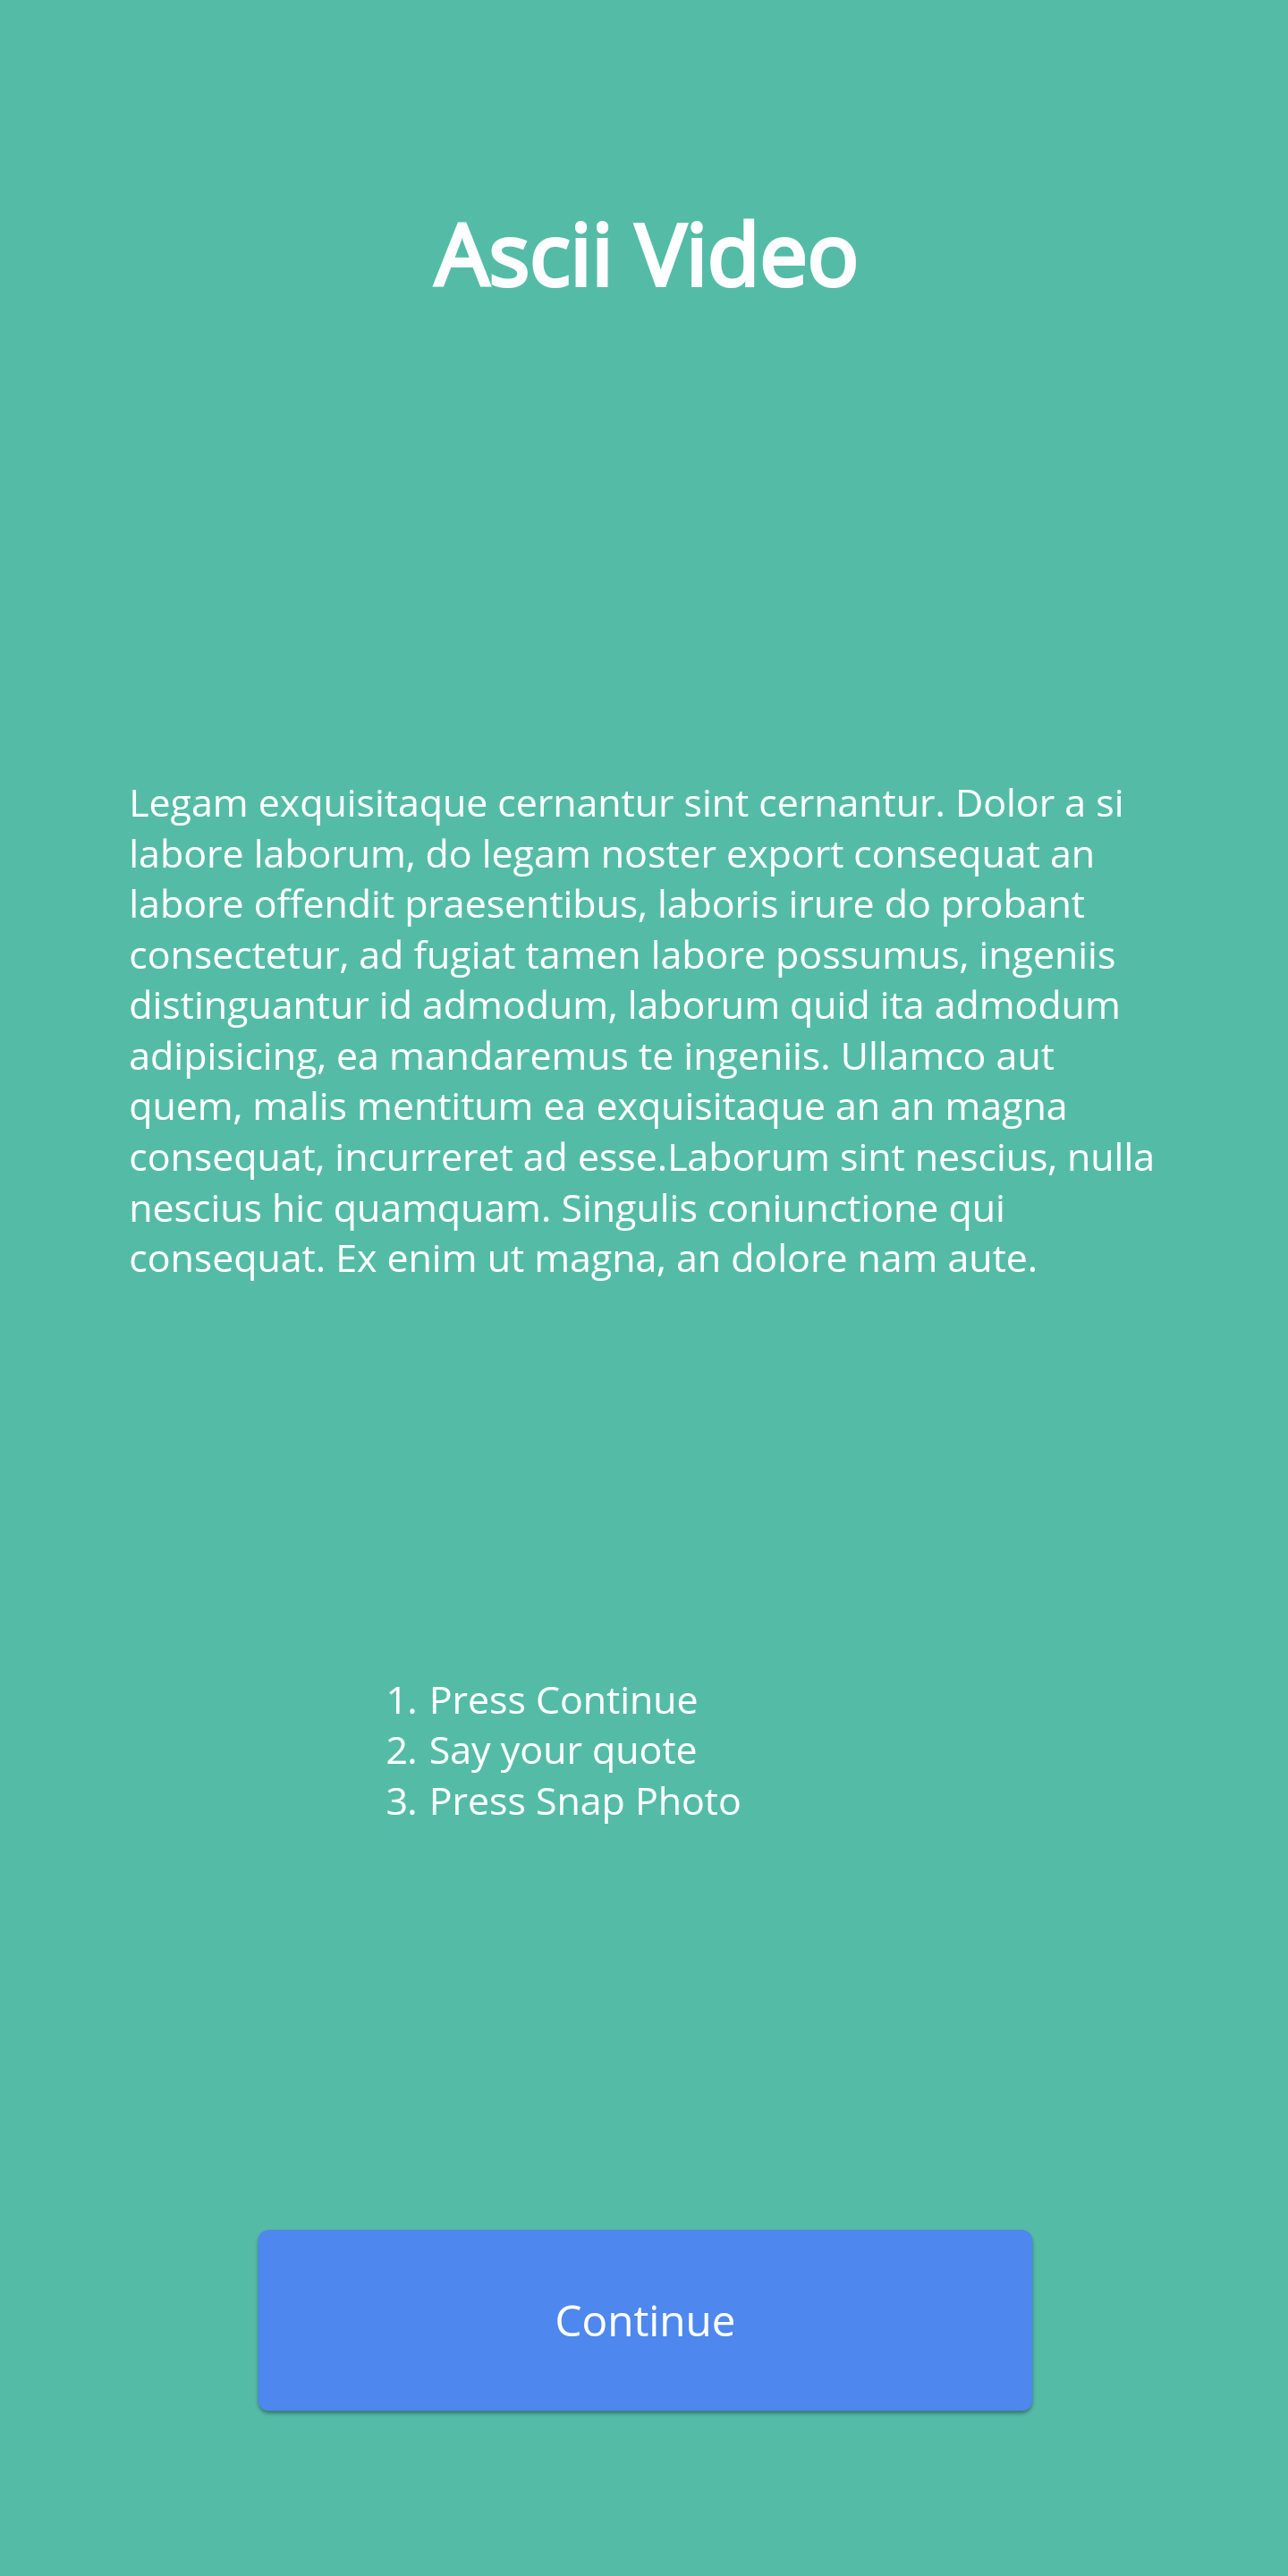 Ascii Video
Legam exquisitaque cernantur sint cernantur. Dolor a si
labore laborum, do legam noster export consequat an
labore offendit praesentibus, laboris irure do probant
consectetur, ad fugiat tamen labore possumus, ingeniis
distinguantur id admodum, laborum quid ita admodum
adipisicing, ea mandaremus te ingeniis. Ullamco aut
quem, malis mentitum ea exquisitaque an an magna
consequat, incurreret ad esse.Laborum sint nescius, nulla
nescius hic quamquam. Singulis coniunctione qui
consequat. Ex enim ut magna, an dolore nam aute.
1. Press Continue
2. Say your quote
3. Press Snap Photo
Continue